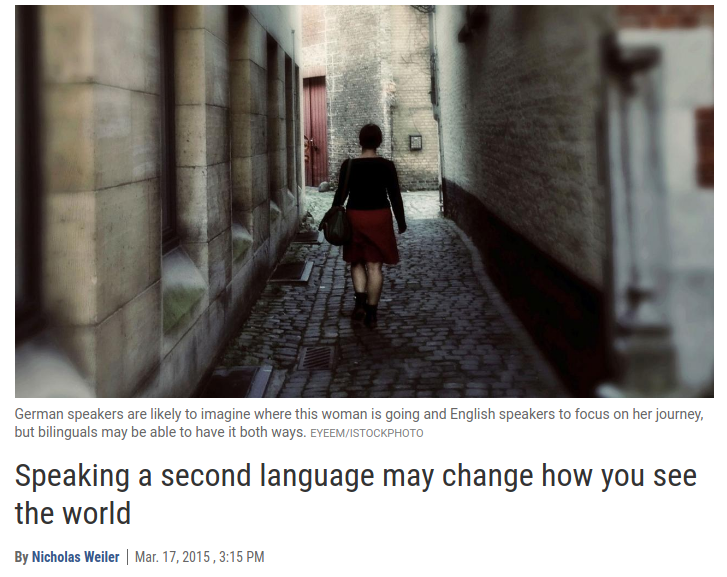 German speakers are likely to imagine where this woman is going and English speakers to focus on her journey,
but bilinguals may be able to have it both ways. EYEEM/ISTOCKPHOTO
Speaking a second language may change how you see
the world
By Nicholas Weiler | Mar. 17, 2015 , 3:15 PM